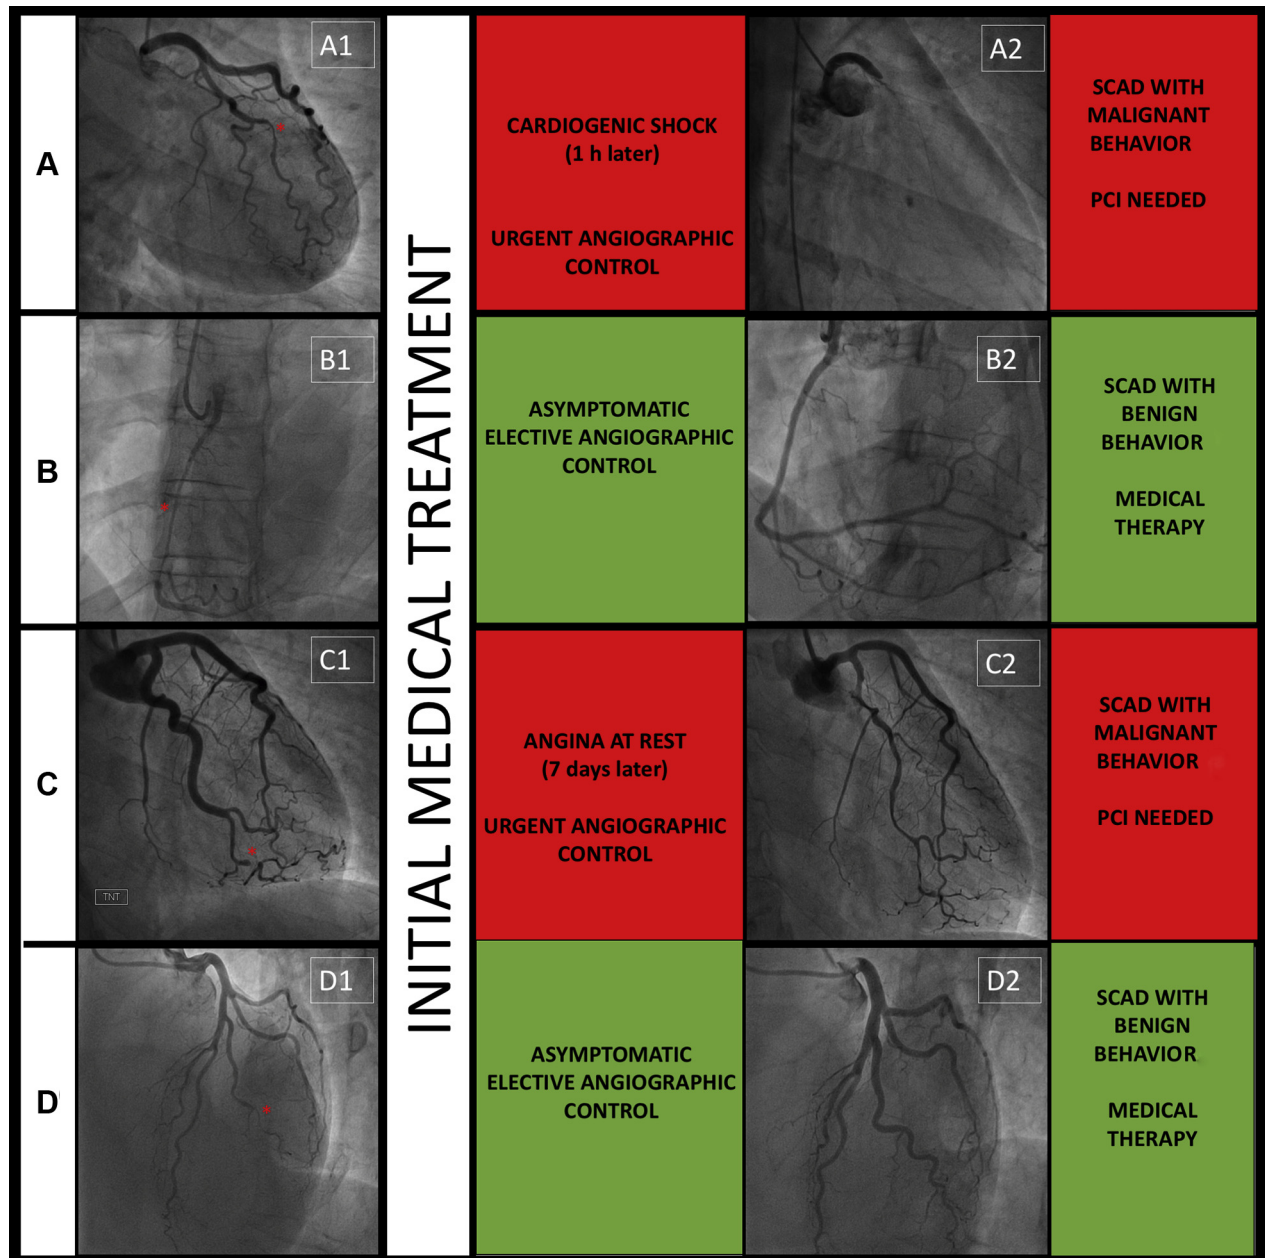 A
A1
CARDIOGENIC SHOCK
(1 h later)
URGENT ANGIOGRAPHIC
CONTROL
A2
SCAD WITH
MALIGNANT
BEHAVIOR
PCI NEEDED
INITIAL MEDICAL TREATMENT
B
B1
ASYMPTOMATIC
ELECTIVE ANGIOGRAPHIC
CONTROL
B2
SCAD WITH
BENIGN
BEHAVIOR
MEDICAL
THERAPY
C
C1
TNT
ANGINA AT REST
(7 days later)
URGENT ANGIOGRAPHIC
CONTROL
C2
SCAD WITH
MALIGNANT
BEHAVIOR
PCI NEEDED
D
D1
ASYMPTOMATIC
ELECTIVE ANGIOGRAPHIC
CONTROL
D2
SCAD WITH
BENIGN
BEHAVIOR
MEDICAL
THERAPY